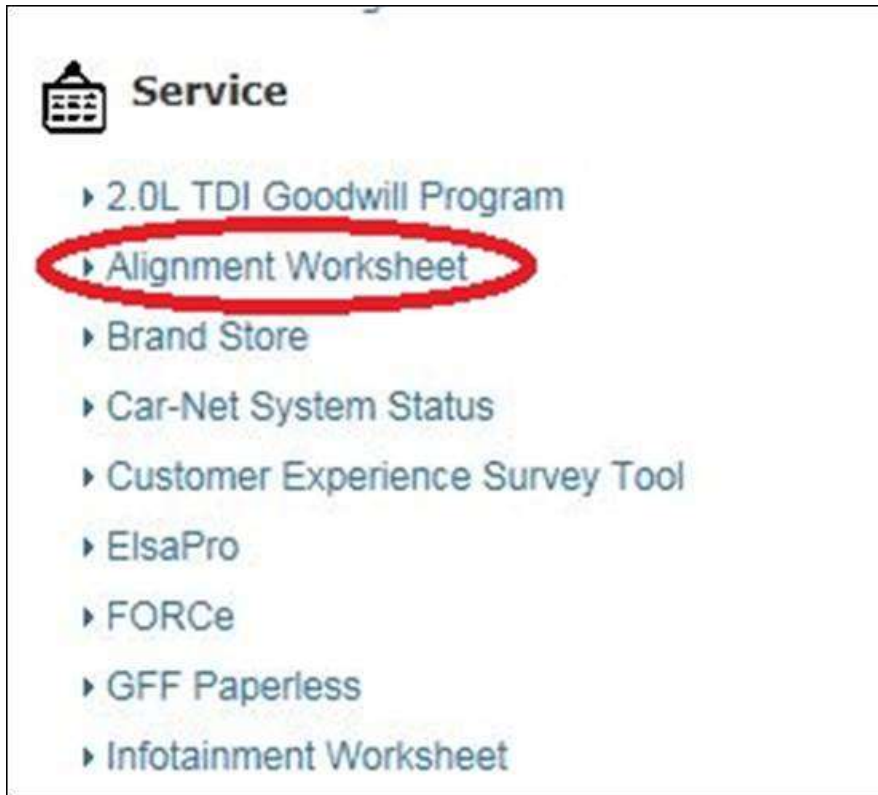 Service
2.0L TDI Goodwill Program
Alignment Worksheet
Brand Store
Car-Net System Status
Customer Experience Survey Tool
ElsaPro
FORCe
GFF Paperless
Infotainment Worksheet